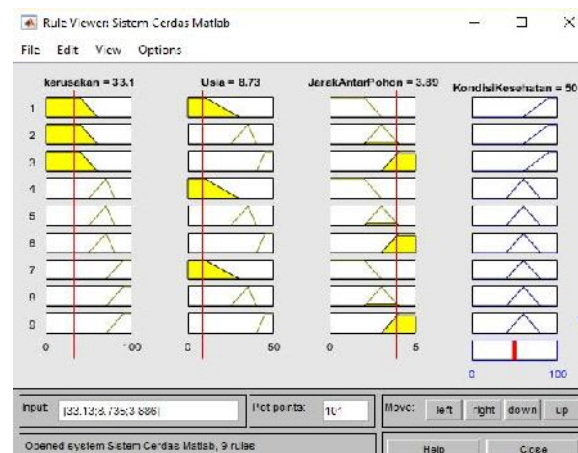 Rule Viewer: Sistem Cerdas Matlab
File Edit View Options
kerusakan = 33.1 Usia = 8.73 JarakAntarPohon = 3.89 KondisiKesehatan = 50
1
2
3
4
5
6
7
8
9
0 100 0 50 0 5
0 100
Input: [33.13;8.735;3.886] Plot points: 101 Move: left right down up
Opened system Sistem Cerdas Matlab, 9 rules Help Close